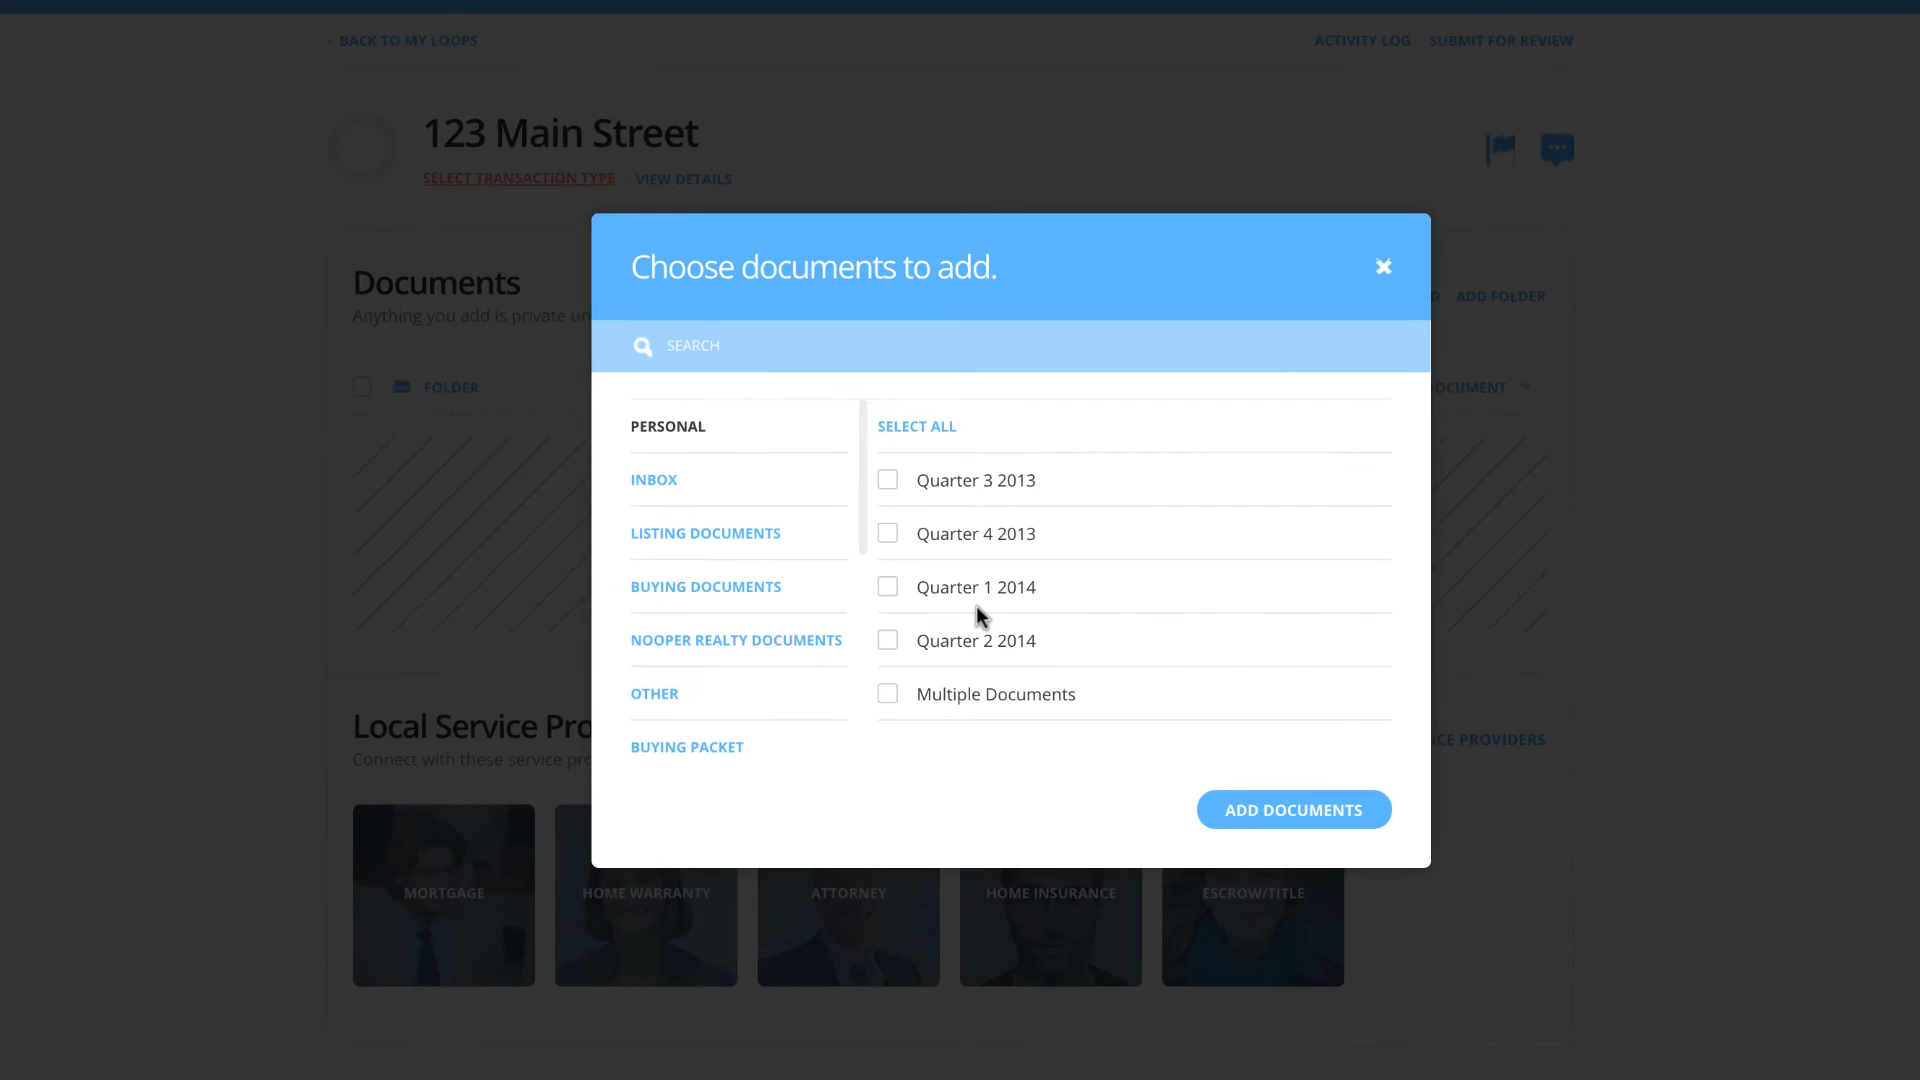 BACK TO MY LOOPS
ACTIVITY LOG SUBMIT FOR REVIEW
123 Main Street
SELECT TRANSACTION TYPE VIEW DETAILS
Choose documents to add.
Documents
ADD FOLDER
Anything you add is private
SEARCH
FOLDER
PERSONAL
SELECT ALL
INBOX
Quarter 3 2013
LISTING DOCUMENTS
Quarter 4 2013
BUYING DOCUMENTS
Quarter 1 2014
NOOPER REALTY DOCUMENTS
Quarter 2 2014
OTHER
Multiple Documents
Local Service
PROVIDERS
BUYING PACKET
Connect with these service
ADD DOCUMENTS
MORTGAGE
HOME WARRANTY
ATTORNEY
HOME INSURANCE
ESCROW/TITLE